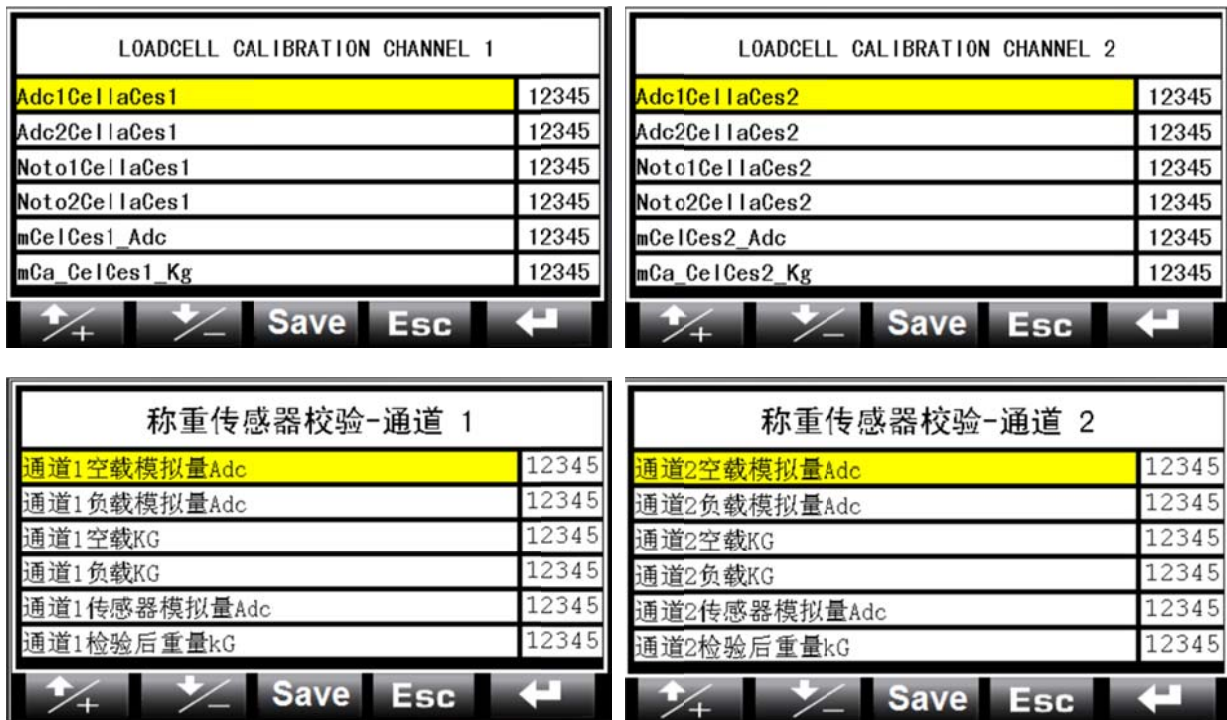 LOADCELL CALIBRATION CHANNEL 1
Adc1CellaCes1 12345
Adc2CellaCes1 12345
Noto1CellaCes1 12345
Noto2CellaCes1 12345
mCelCes1_Adc 12345
mCa_CelCes1_Kg 12345
+ - Save Esc
LOADCELL CALIBRATION CHANNEL 2
Adc1CellaCes2 12345
Adc2CellaCes2 12345
Noto1CellaCes2 12345
Noto2CellaCes2 12345
mCelCes2_Adc 12345
mCa_CelCes2_Kg 12345
+ - Save Esc
称重传感器校验-通道 1
通道1空载模拟量Adc 12345
通道1负载模拟量Adc 12345
通道1空载KG 12345
通道1负载KG 12345
通道1传感器模拟量Adc 12345
通道1检验后重量kG 12345
+ - Save Esc
称重传感器校验-通道 2
通道2空载模拟量Adc 12345
通道2负载模拟量Adc 12345
通道2空载KG 12345
通道2负载KG 12345
通道2传感器模拟量Adc 12345
通道2检验后重量kG 12345
+ - Save Esc